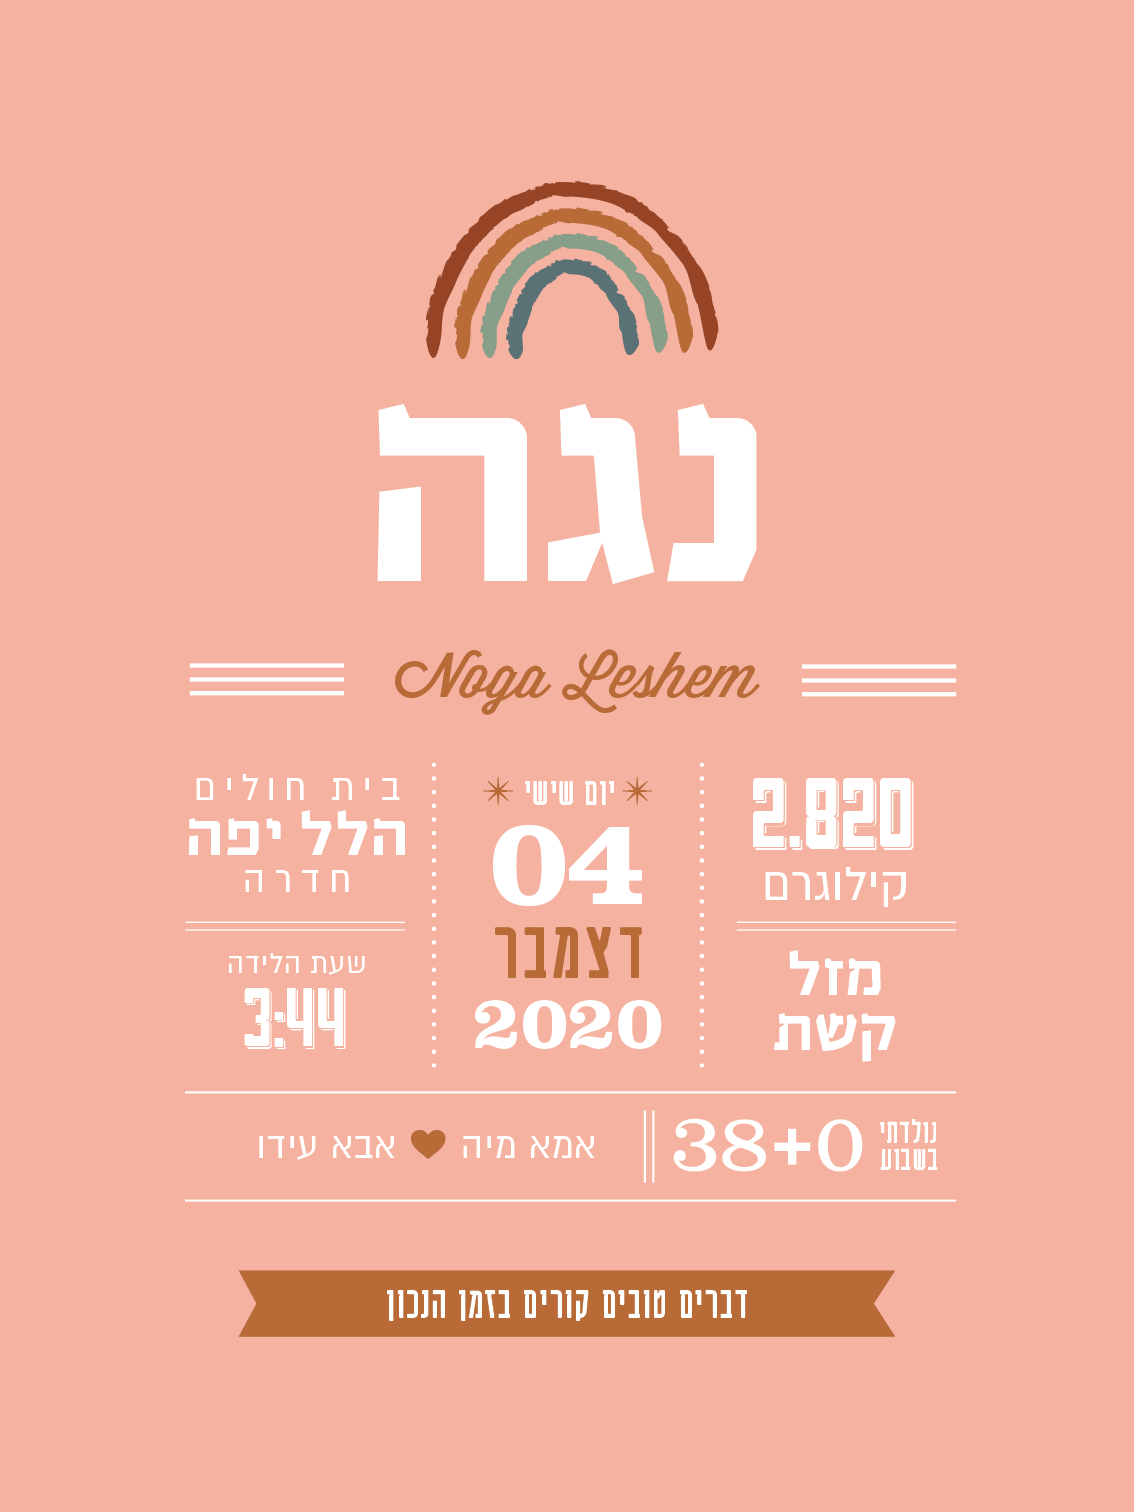 נגה
Noga Leshem
2.820
קילוגרם
מזל
קשת
יום שישי
04
דצמבר
2020
בית חולים
הלל יפה
חדרה
שעת הלידה
3:44
נולדתי
בשבוע
38+0
אמא מיה אבא עידו
דברים טובים קורים בזמן הנכון